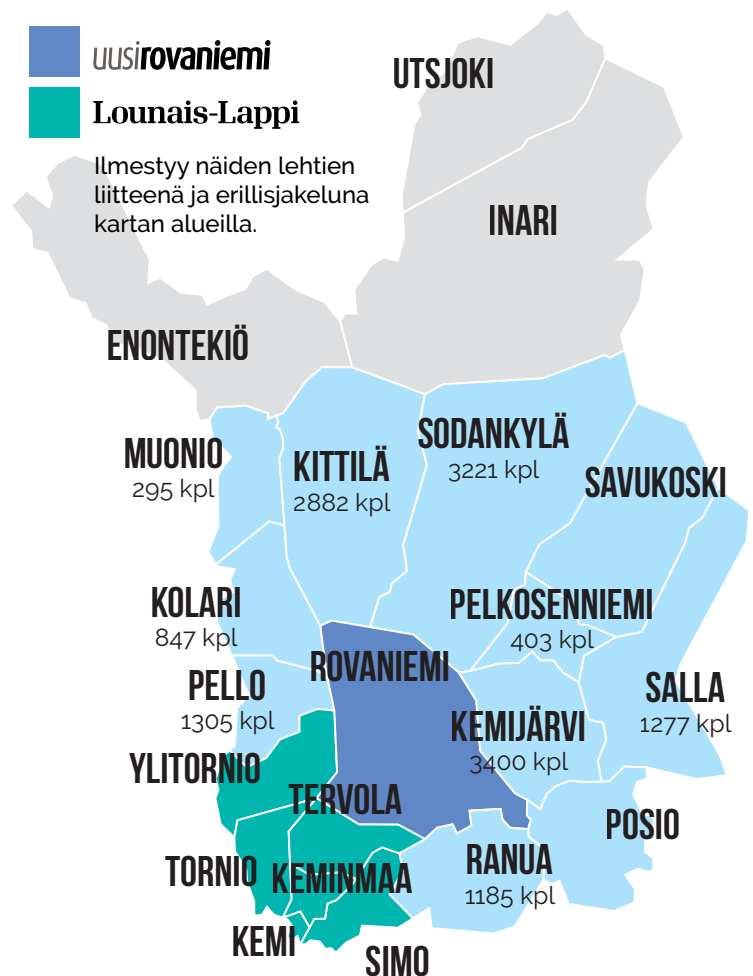 uusirovaniemi
Lounais-Lappi
Ilmestyy näiden lehtien
liitteenä ja erillisjakeluna
kartan alueilla.
UTSJOKI
INARI
ENONTEKIÖ
MUONIO
295 kpl
KITTILÄ
2882 kpl
SODANKYLÄ
3221 kpl
SAVUKOSKI
KOLARI
847 kpl
PELKOSENNIEMI
403 kpl
ROVANIEMI
PELLO
1305 kpl
SALLA
1277 kpl
KEMIJÄRVI
3400 kpl
YLITORNIO
TERVOLA
POSIO
TORNIO
KEMINMAA
RANUA
1185 kpl
KEMI
SIMO